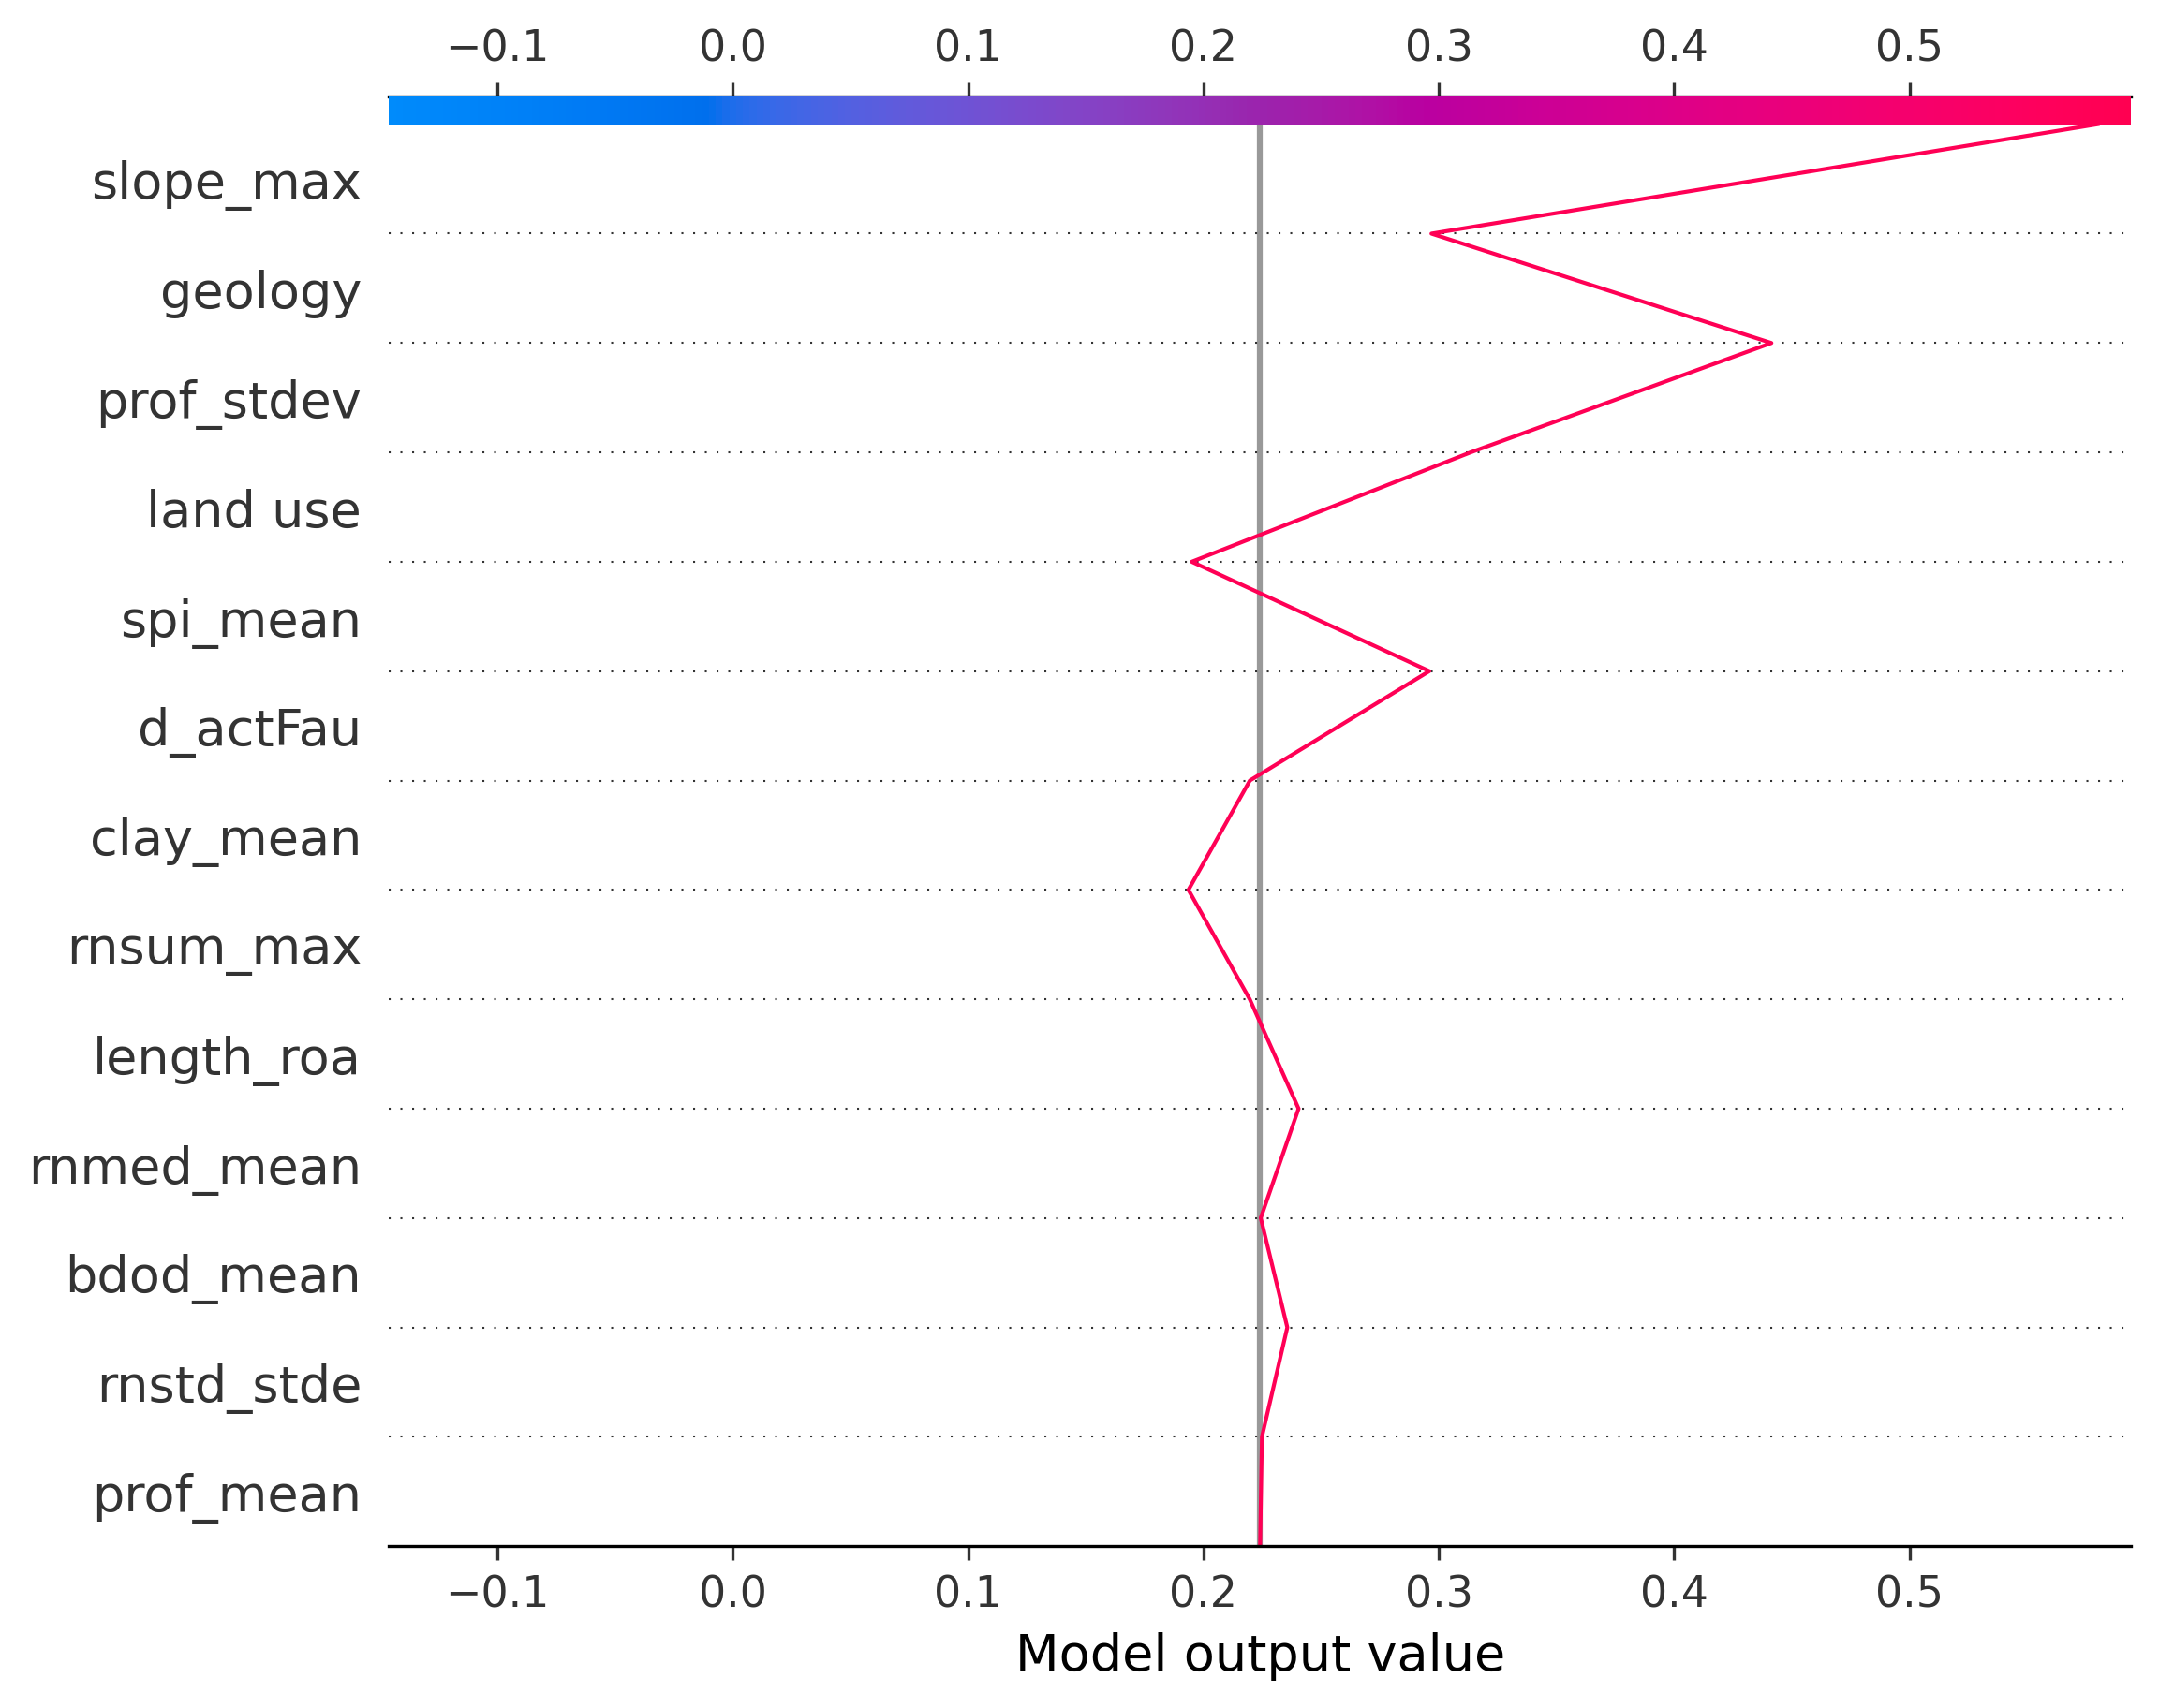 −0.1 0.0 0.1 0.2 0.3 0.4 0.5
slope_max
geology
prof_stdev
land use
spi_mean
d_actFau
clay_mean
rnsum_max
length_roa
rnmed_mean
bdod_mean
rnstd_stde
prof_mean
−0.1 0.0 0.1 0.2 0.3 0.4 0.5
Model output value